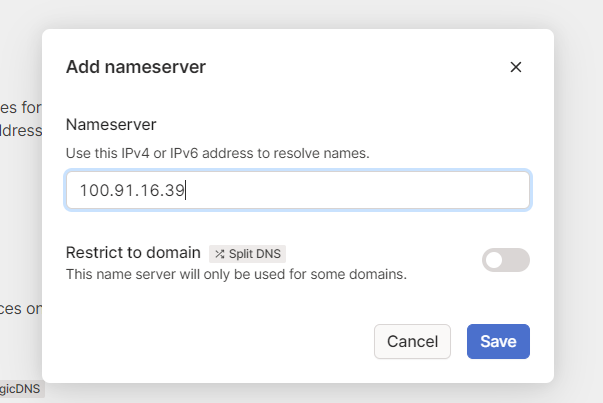 Add nameserver
es for
ddress
Nameserver
Use this IPv4 or IPv6 address to resolve names.
100.91.16.39
Restrict to domain Split DNS
This name server will only be used for some domains.
ces on
Cancel Save
gicDNS